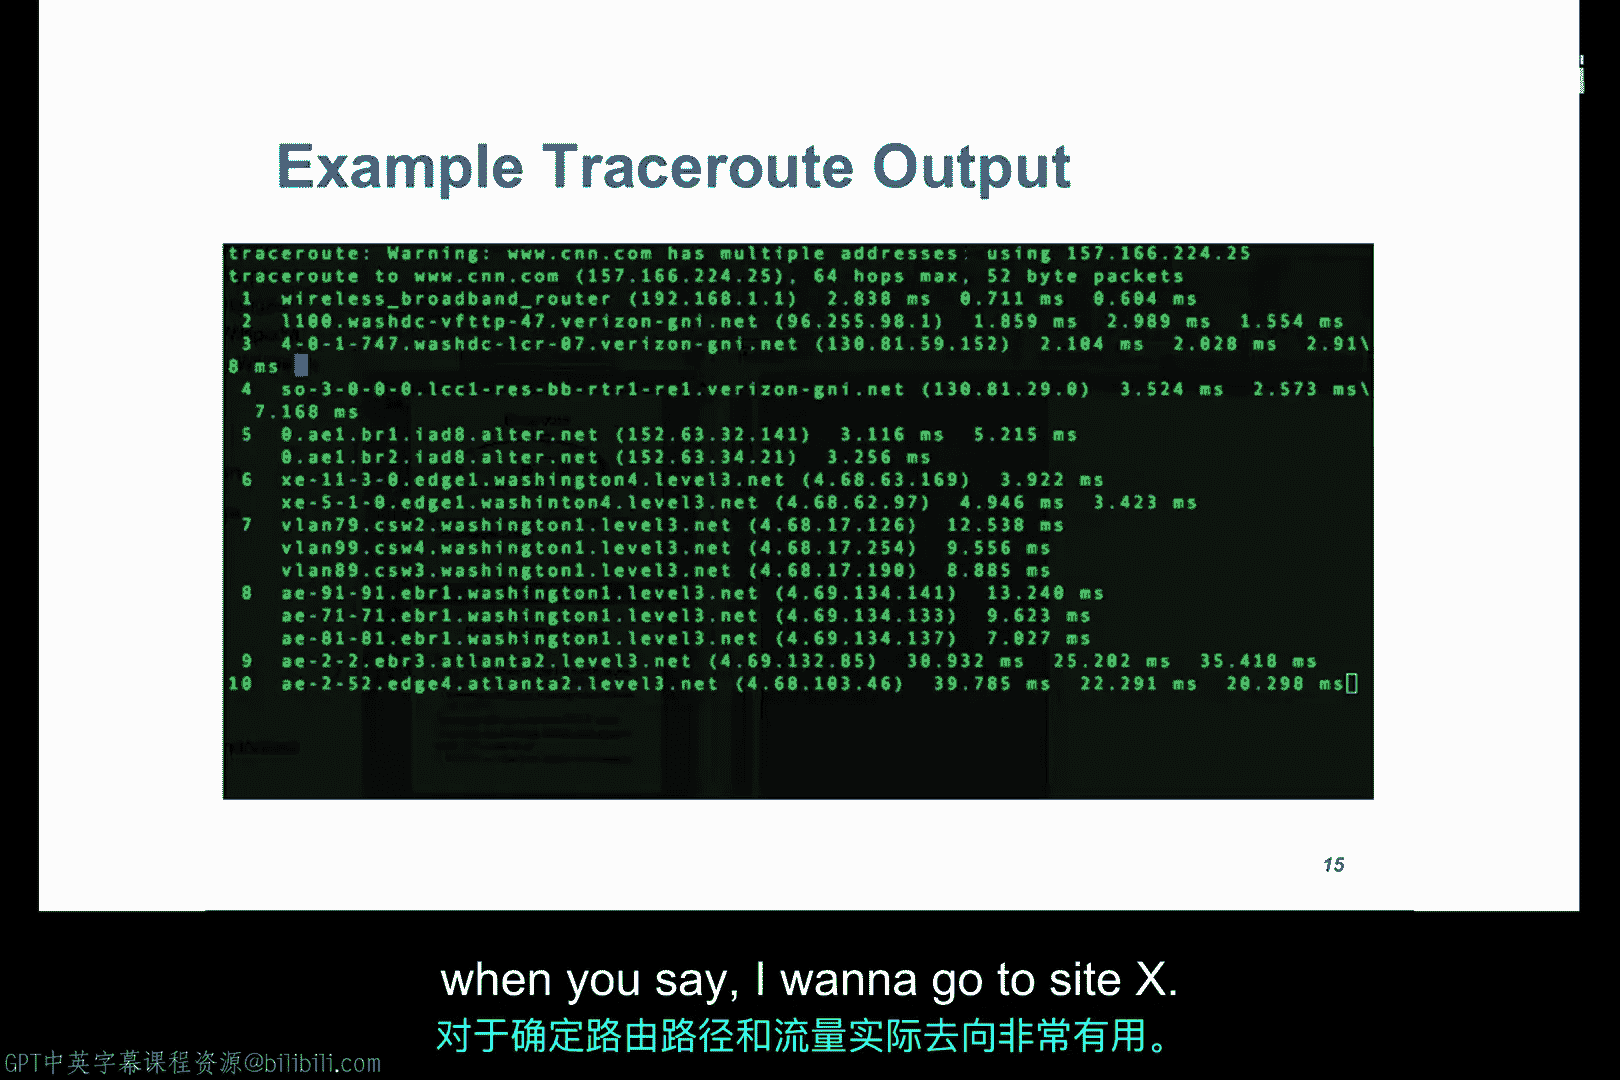 Example Traceroute Output
traceroute: Warning: www.cnn.com has multiple addresses: using 157.166.224.25
traceroute to www.cnn.com (157.166.224.25), 64 hops max, 52 byte packets
1 wireless_broadband_router (192.168.1.1) 2.838 ms 0.711 ms 0.604 ms
2 l100.washdc-vfttp-47.verizon-gni.net (96.255.98.1) 1.859 ms 2.989 ms 1.554 ms
3 4-0-1-747.washdc-lcr-07.verizon-gni.net (130.81.59.152) 2.104 ms 2.028 ms 2.91\
8 ms
4 so-3-0-0-0.lcc1-res-bb-rtr1-re1.verizon-gni.net (130.81.29.0) 3.524 ms 2.573 ms\
7.168 ms
5 0.ae1.br1.iad8.alter.net (152.63.32.141) 3.116 ms 5.215 ms
0.ae1.br2.iad8.alter.net (152.63.34.21) 3.256 ms
6 xe-11-3-0.edge1.washington4.level3.net (4.68.63.169) 3.922 ms
xe-5-1-0.edge1.washinton4.level3.net (4.68.62.97) 4.946 ms 3.423 ms
7 vlan79.csw2.washington1.level3.net (4.68.17.126) 12.538 ms
vlan99.csw4.washington1.level3.net (4.68.17.254) 9.556 ms
vlan89.csw3.washington1.level3.net (4.68.17.190) 8.885 ms
8 ae-91-91.ebr1.washington1.level3.net (4.69.134.141) 13.240 ms
ae-71-71.ebr1.washington1.level3.net (4.69.134.133) 9.623 ms
ae-81-81.ebr1.washington1.level3.net (4.69.134.137) 7.027 ms
9 ae-2-2.ebr3.atlanta2.level3.net (4.69.132.85) 30.932 ms 25.202 ms 35.418 ms
10 ae-2-52.edge4.atlanta2.level3.net (4.68.103.46) 39.785 ms 22.291 ms 20.298 ms
15
when you say, I wanna go to site X.
对于确定路由路径和流量实际去向非常有用。
GPT中英字幕课程资源@bilibili.com